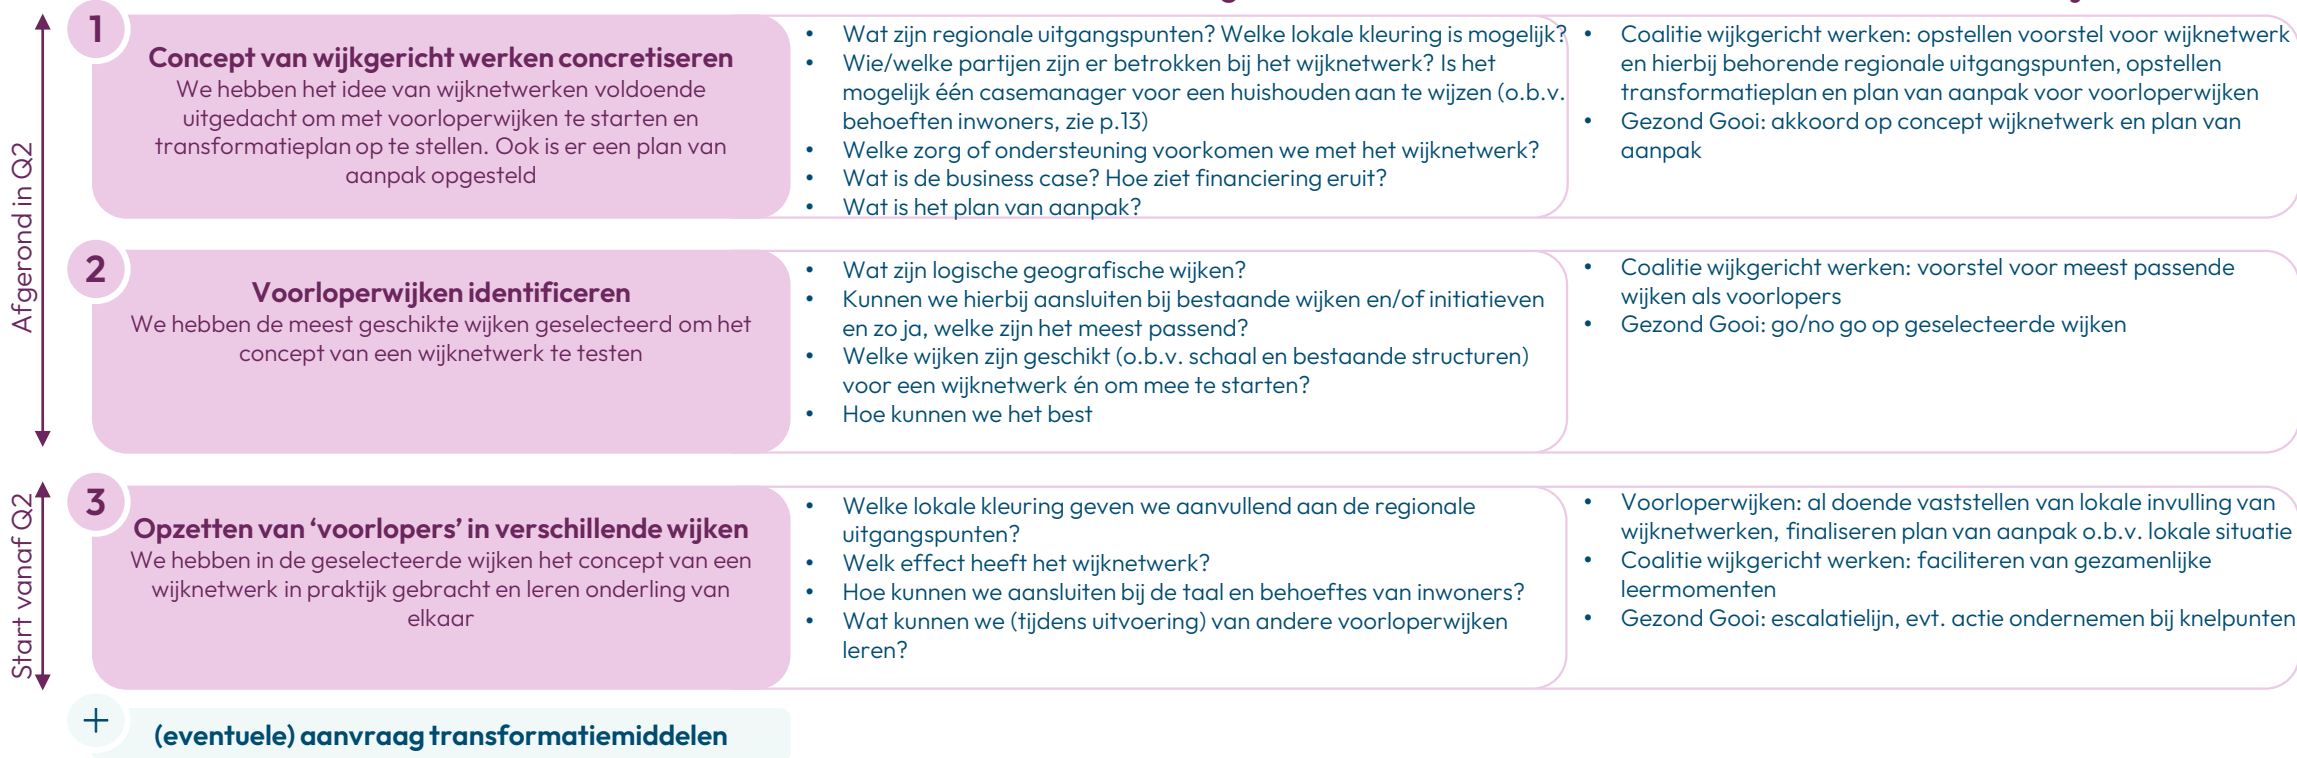 Afgerond in Q2
1
Concept van wijkgericht werken concretiseren
We hebben het idee van wijknetwerken voldoende
uitgedacht om met voorloperwijken te starten en
transformatieplan op te stellen. Ook is er een plan van
aanpak opgesteld
• Wat zijn regionale uitgangspunten? Welke lokale kleuring is mogelijk?
• Wie/welke partijen zijn er betrokken bij het wijknetwerk? Is het
mogelijk één casemanager voor een huishouden aan te wijzen (o.b.v.
behoeften inwoners, zie p.13)
• Welke zorg of ondersteuning voorkomen we met het wijknetwerk?
• Wat is de business case? Hoe ziet financiering eruit?
• Wat is het plan van aanpak?
• Coalitie wijkgericht werken: opstellen voorstel voor wijknetwerk
en hierbij behorende regionale uitgangspunten, opstellen
transformatieplan en plan van aanpak voor voorloperwijken
• Gezond Gooi: akkoord op concept wijknetwerk en plan van
aanpak
2
Voorloperwijken identificeren
We hebben de meest geschikte wijken geselecteerd om het
concept van een wijknetwerk te testen
• Wat zijn logische geografische wijken?
• Kunnen we hierbij aansluiten bij bestaande wijken en/of initiatieven
en zo ja, welke zijn het meest passend?
• Welke wijken zijn geschikt (o.b.v. schaal en bestaande structuren)
voor een wijknetwerk én om mee te starten?
• Hoe kunnen we het best
• Coalitie wijkgericht werken: voorstel voor meest passende
wijken als voorlopers
• Gezond Gooi: go/no go op geselecteerde wijken
Start vanaf Q2
3
Opzetten van ‘voorlopers’ in verschillende wijken
We hebben in de geselecteerde wijken het concept van een
wijknetwerk in praktijk gebracht en leren onderling van
elkaar
• Welke lokale kleuring geven we aanvullend aan de regionale
uitgangspunten?
• Welk effect heeft het wijknetwerk?
• Hoe kunnen we aansluiten bij de taal en behoeftes van inwoners?
• Wat kunnen we (tijdens uitvoering) van andere voorloperwijken
leren?
• Voorloperwijken: al doende vaststellen van lokale invulling van
wijknetwerken, finaliseren plan van aanpak o.b.v. lokale situatie
• Coalitie wijkgericht werken: faciliteren van gezamenlijke
leermomenten
• Gezond Gooi: escalatielijn, evt. actie ondernemen bij knelpunten
+
(eventuele) aanvraag transformatiemiddelen